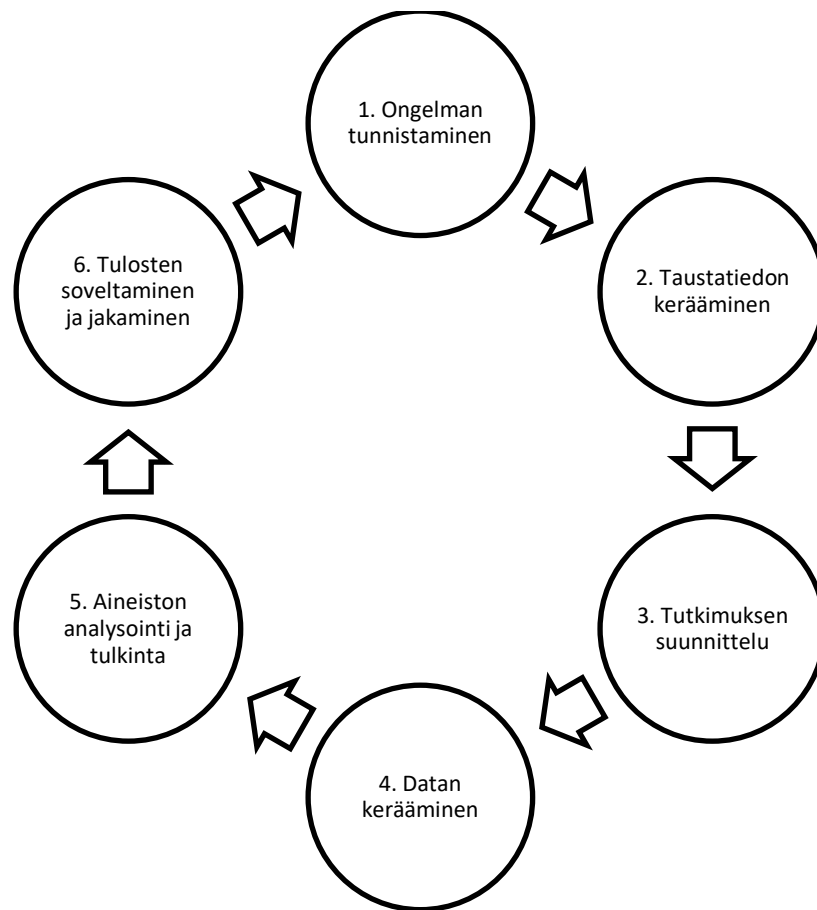 1. Ongelman
tunnistaminen
2. Taustatiedon
kerääminen
3. Tutkimuksen
suunnittelu
4. Datan
kerääminen
5. Aineiston
analysointi ja
tulkinta
6. Tulosten
soveltaminen
ja jakaminen